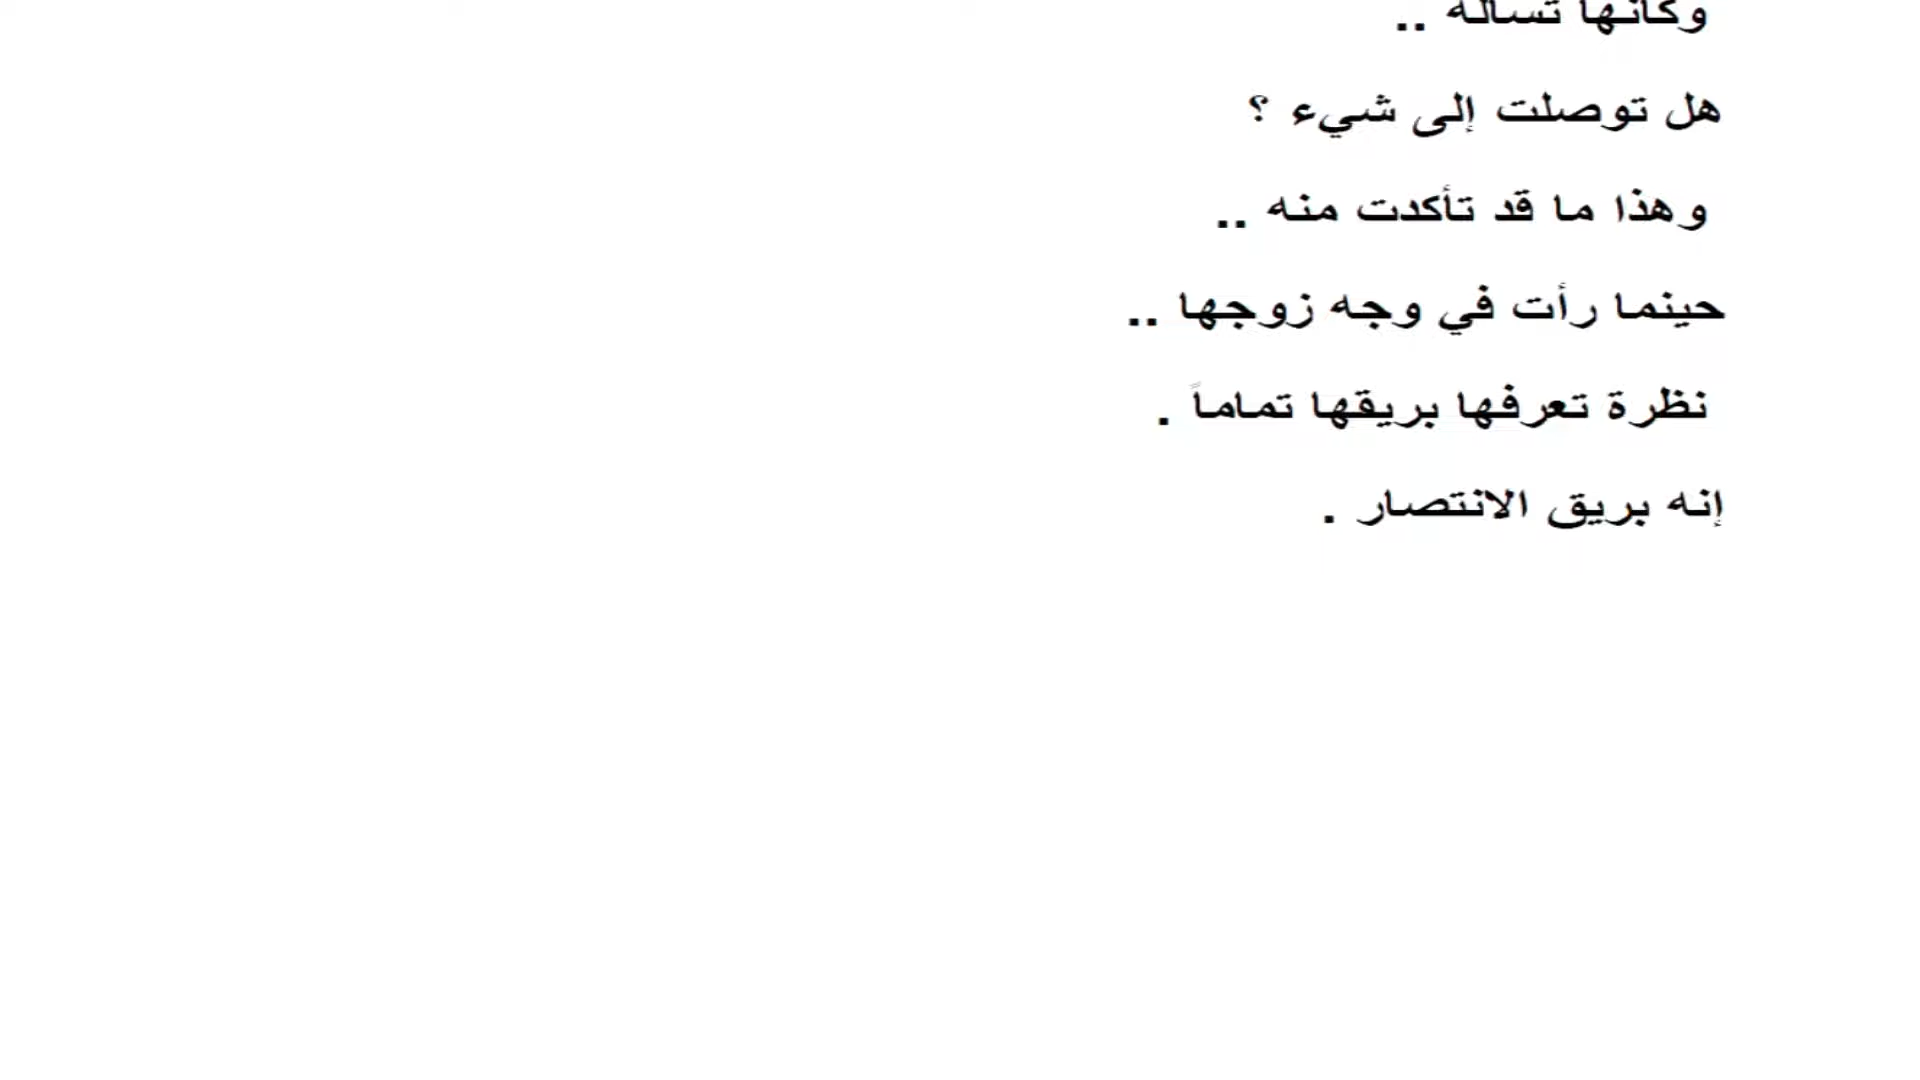 وكأنها تسأله ..
هل توصلت إلى شيء ؟
وهذا ما قد تأكدت منه ..
حينما رأت في وجه زوجها ..
نظرة تعرفها بريقها تماماً .
إنه بريق الانتصار .